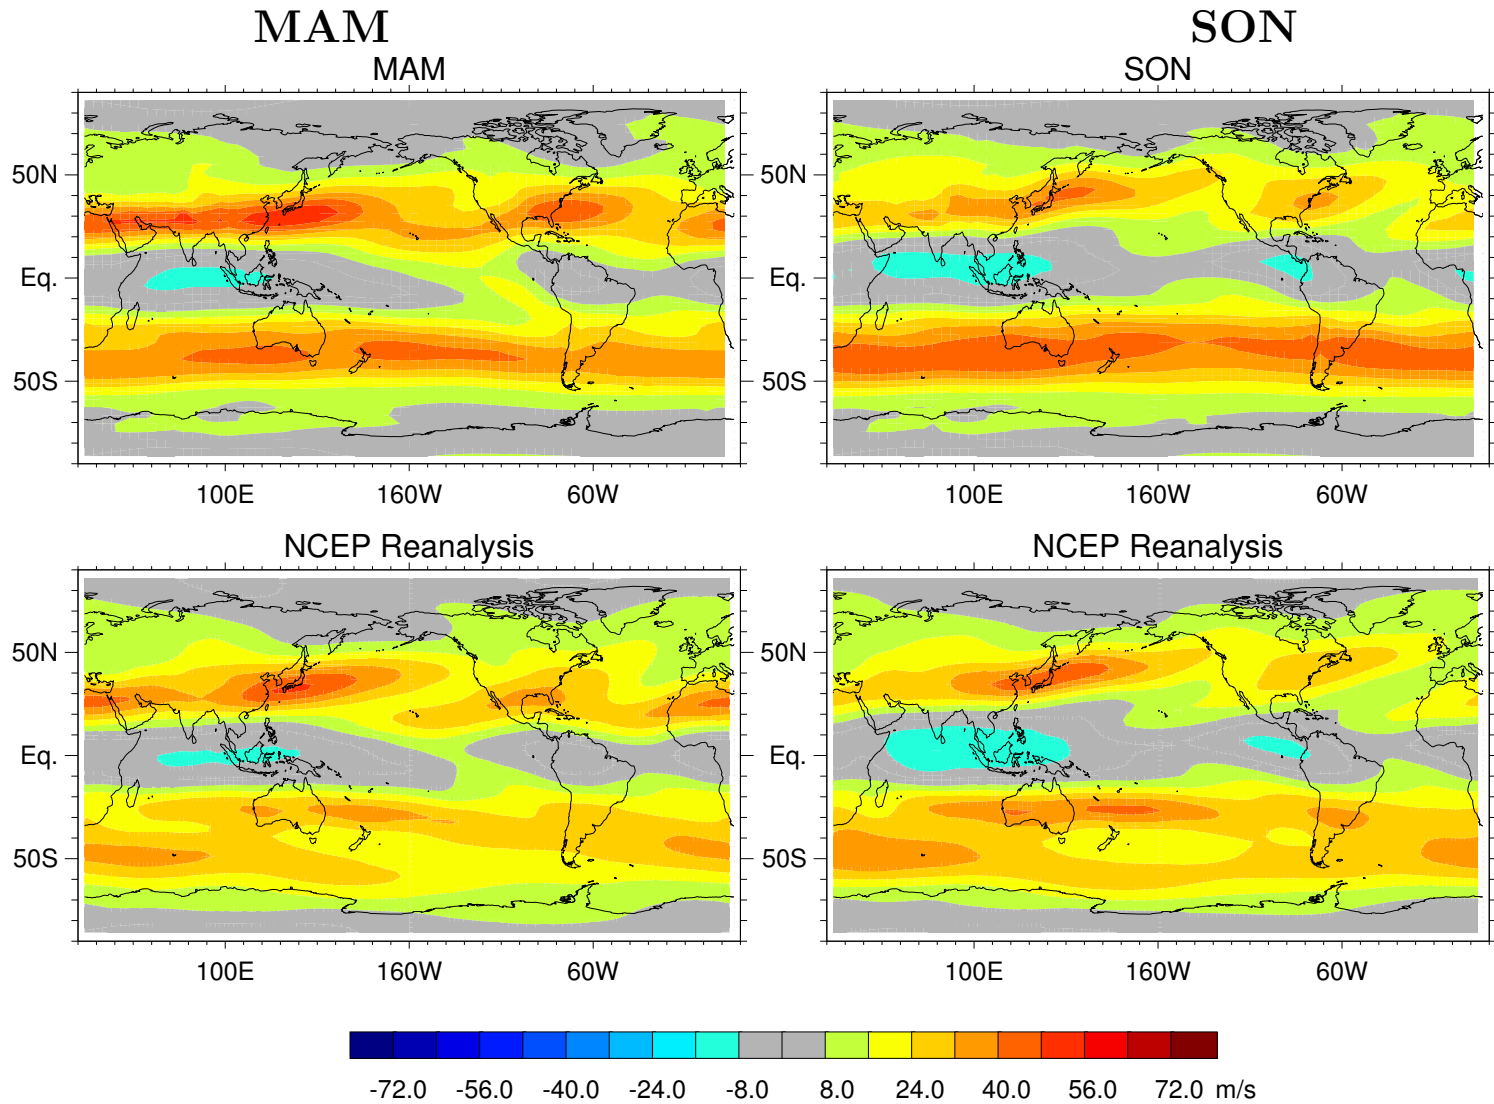 MAM SON
MAM SON
50N 50N
Eq. Eq.
50S 50S
100E 160W 60W 100E 160W 60W
NCEP Reanalysis NCEP Reanalysis
50N 50N
Eq. Eq.
50S 50S
100E 160W 60W 100E 160W 60W
-72.0 -56.0 -40.0 -24.0 -8.0 8.0 24.0 40.0 56.0 72.0 m/s